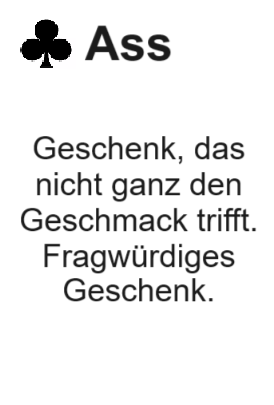 ♣ Ass
Geschenk, das
nicht ganz den
Geschmack trifft.
Fragwürdiges
Geschenk.